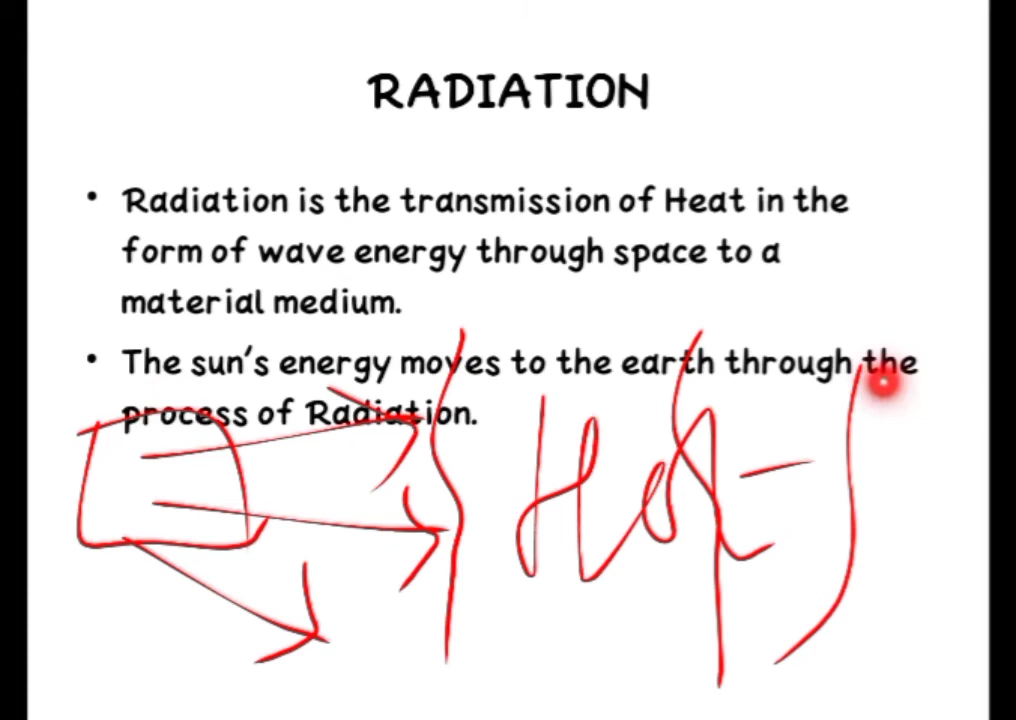 RADIATION
• Radiation is the transmission of Heat in the
form of wave energy through space to a
material medium.
• The sun's energy moves to the earth through the
process of Radiation.
Heat